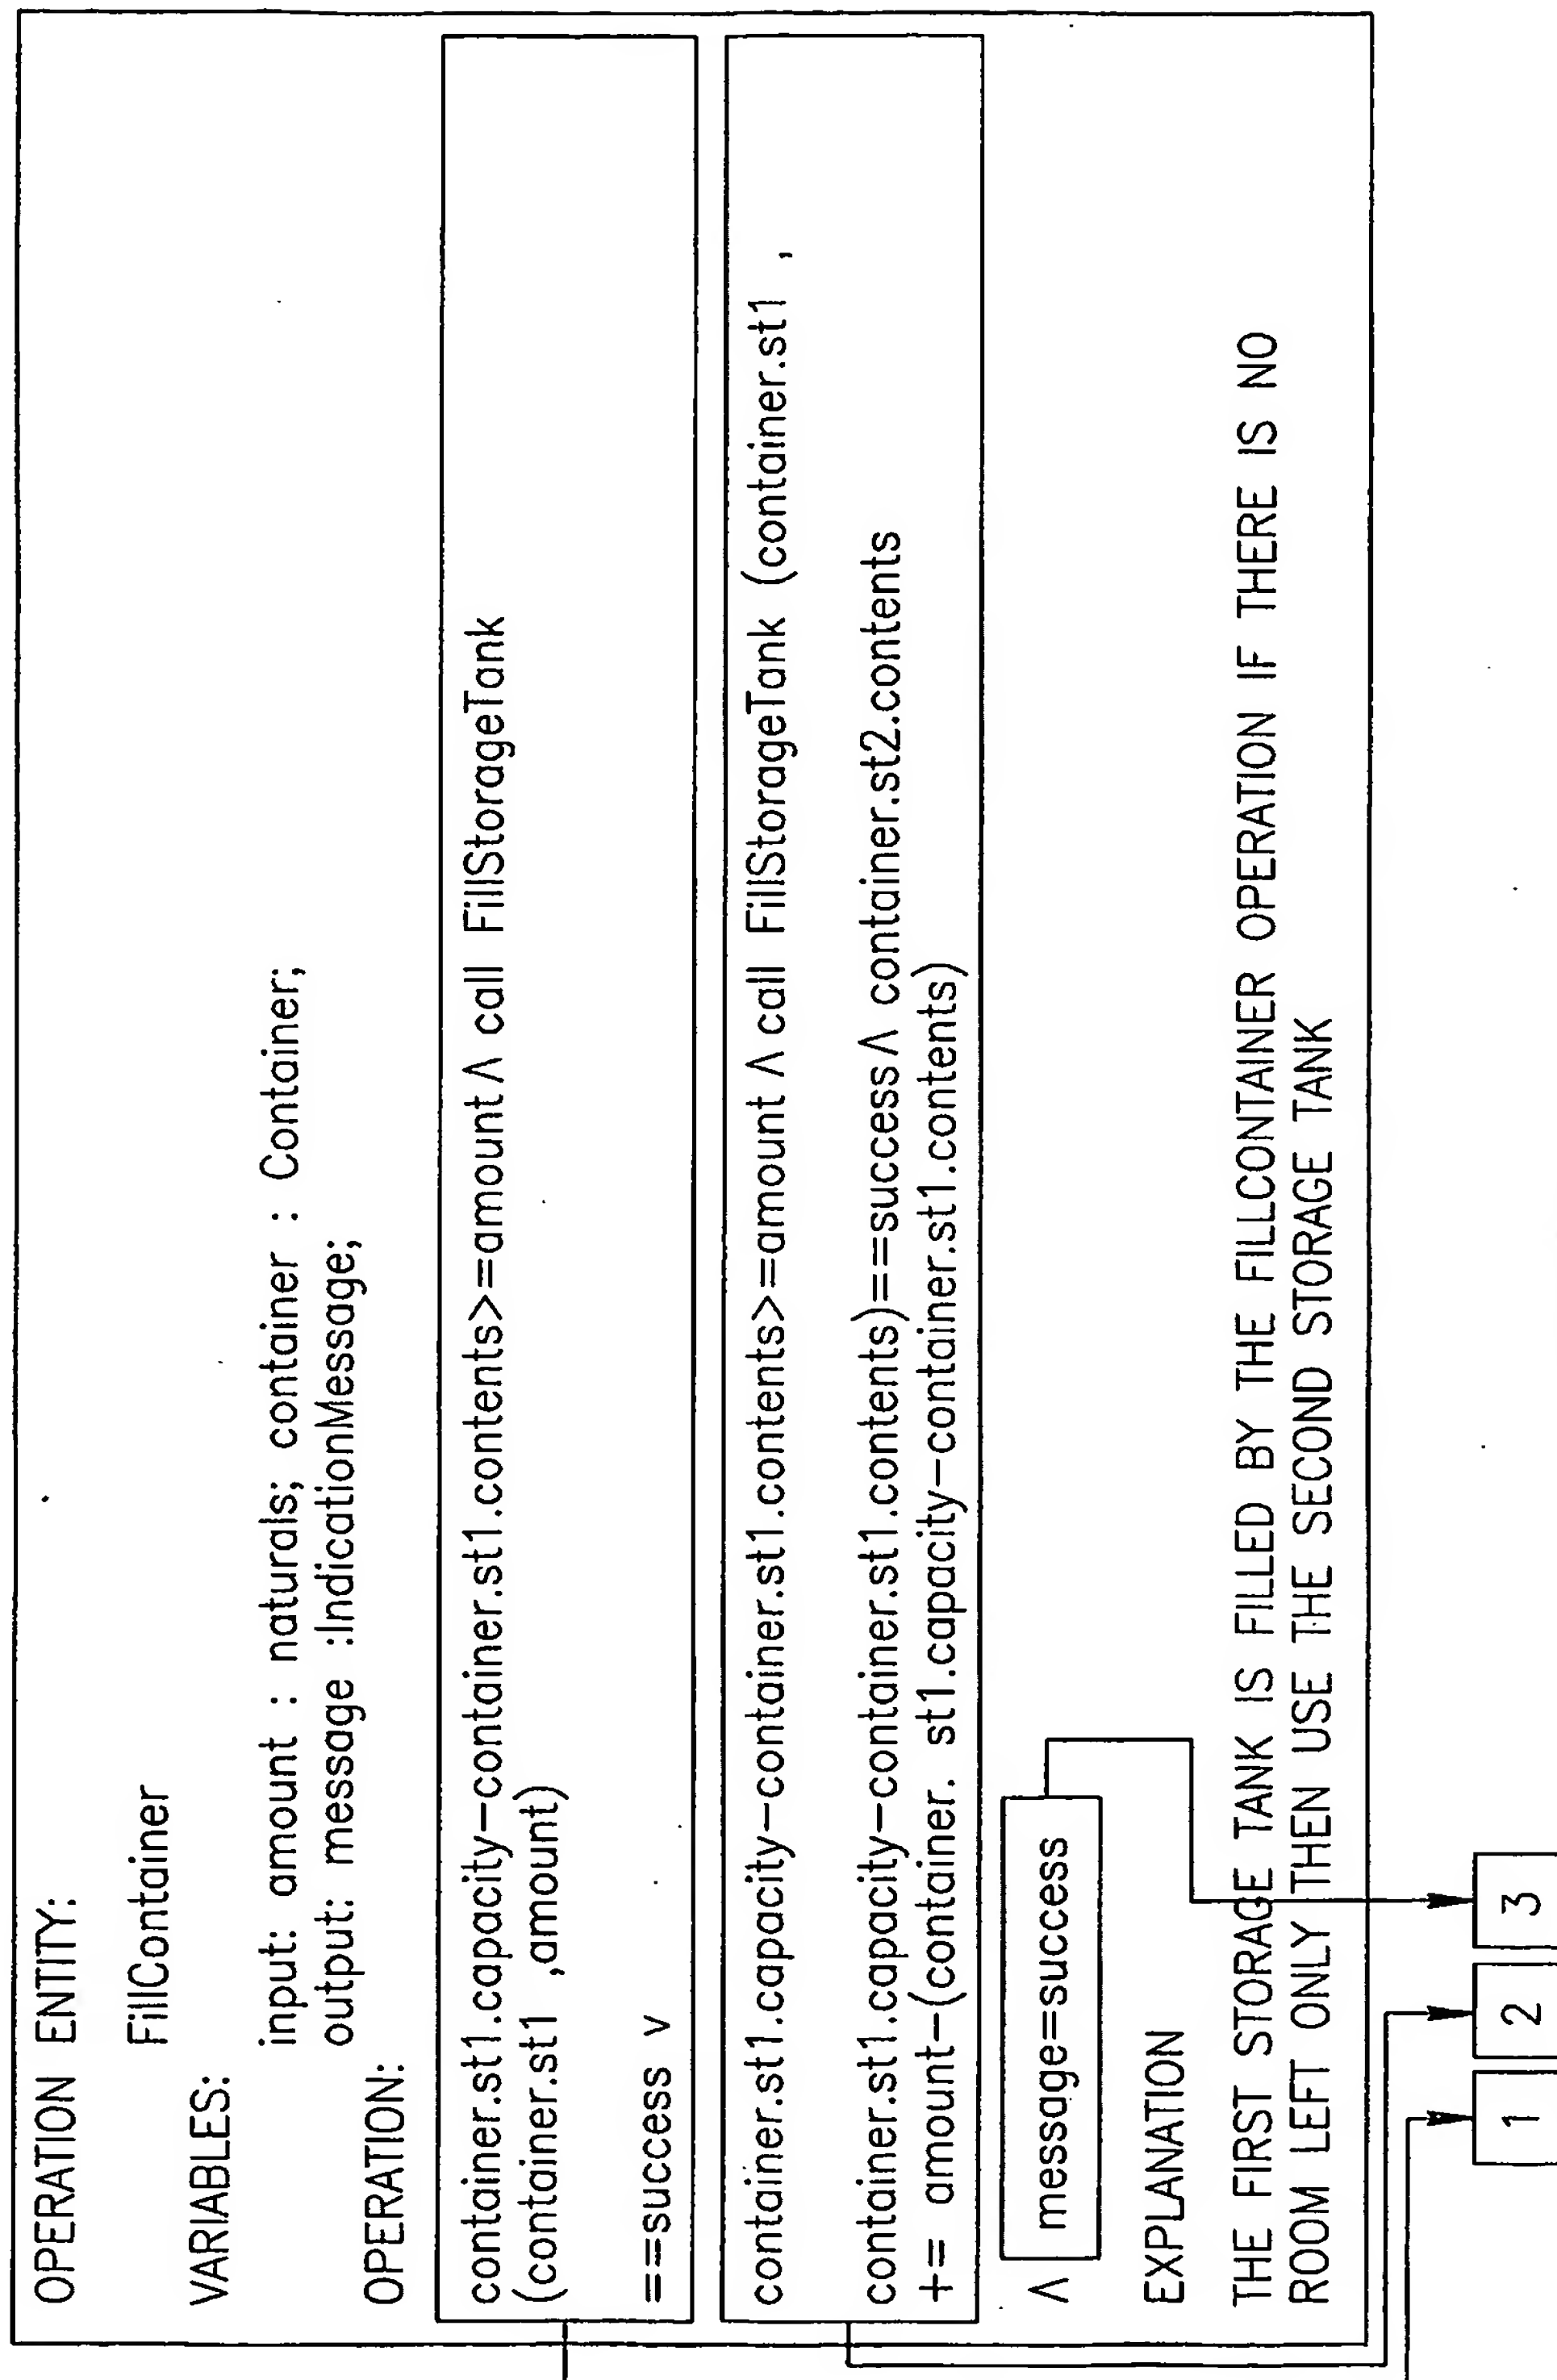 OPERATION ENTITY:
FillContainer
VARIABLES:
input: amount : naturals; container : Container;
output: message :IndicationMessage;
OPERATION:
container.st1.capacity-container.st1.contents>=amount Λ call FillStorageTank
(container.st1 ,amount)
==success v
container.st1.capacity-container.st1.contents>=amount Λ call FillStorageTank (container.st1 ,
container.st1.capacity-container.st1.contents)==success Λ container.st2.contents
+= amount-(container. st1.capacity-container.st1.contents)
Λ message=success
EXPLANATION
THE FIRST STORAGE TANK IS FILLED BY THE FILLCONTAINER OPERATION IF THERE IS NO
ROOM LEFT ONLY THEN USE THE SECOND STORAGE TANK
1 2 3